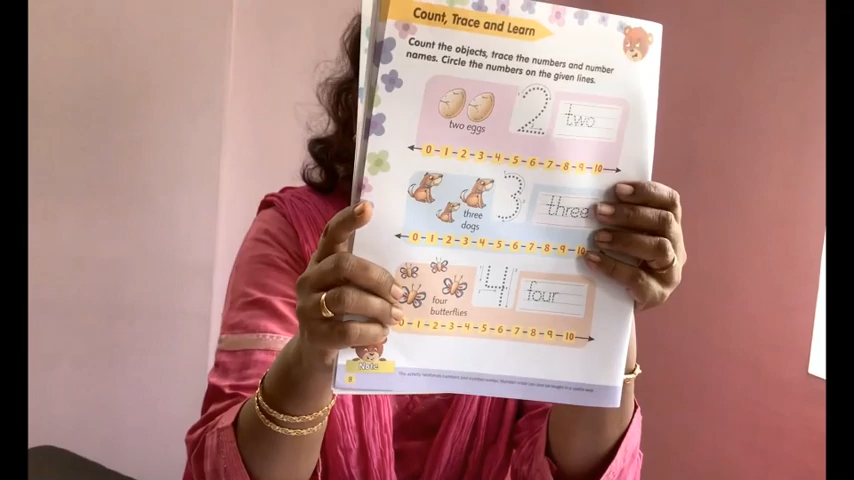 Count, Trace and Learn
Count the objects, trace the numbers and number
names. Circle the numbers on the given lines.
two eggs
2
two
0-1-2-3-4-5-6-7-8-9-10
three
dogs
3
three
0-1-2-3-4-5-6-7-8-9-10
four
butterflies
4
four
0-1-2-3-4-5-6-7-8-9-10
Note
8